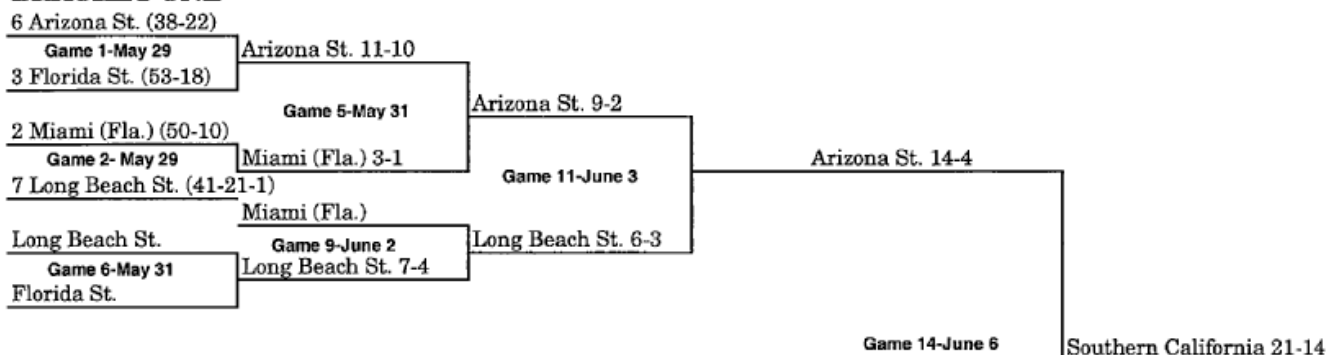 6 Arizona St. (38-22)
Game 1-May 29
Arizona St. 11-10
3 Florida St. (53-18)
Game 5-May 31
Arizona St. 9-2
2 Miami (Fla.) (50-10)
Game 2- May 29
Miami (Fla.) 3-1
Arizona St. 14-4
Game 11-June 3
7 Long Beach St. (41-21-1)
Miami (Fla.)
Long Beach St.
Game 9-June 2
Long Beach St. 6-3
Game 6-May 31
Long Beach St. 7-4
Florida St.
Game 14-June 6
Southern California 21-14